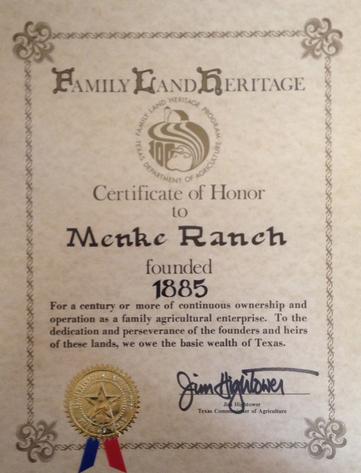 FAMILY LAND HERITAGE
FAMILY LAND HERITAGE PROGRAM
100
TEXAS DEPARTMENT OF AGRICULTURE
Certificate of Honor
to
Menke Ranch
founded
1885
For a century or more of continuous ownership and
operation as a family agricultural enterprise. To the
dedication and perseverance of the founders and heirs
of these lands, we owe the basic wealth of Texas.
Jim Hightower
Jim Hightower
Texas Commissioner of Agriculture